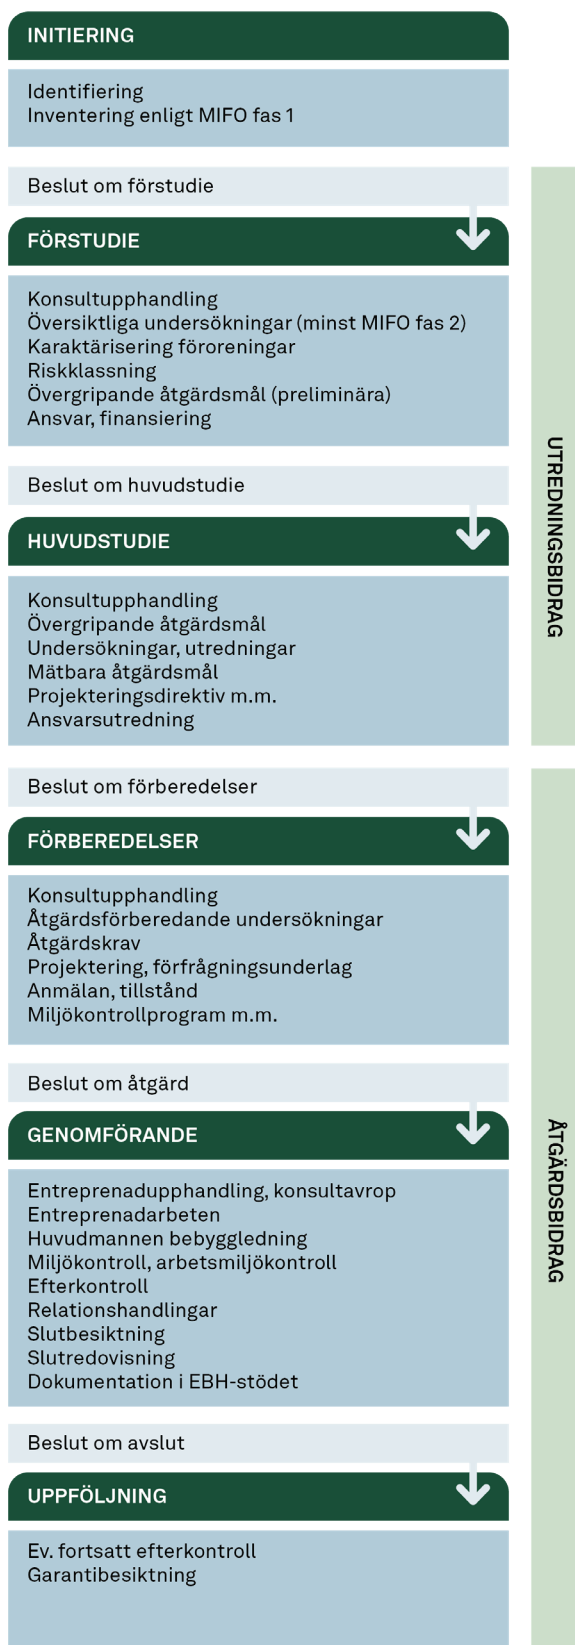 INITIERING
Identifiering
Inventering enligt MIFO fas 1
Beslut om förstudie
FÖRSTUDIE
Konsultupphandling
Översiktliga undersökningar (minst MIFO fas 2)
Karaktärisering föroreningar
Riskklassning
Övergripande åtgärdsmål (preliminära)
Ansvar, finansiering
Beslut om huvudstudie
HUVUDSTUDIE
Konsultupphandling
Övergripande åtgärdsmål
Undersökningar, utredningar
Mätbara åtgärdsmål
Projekteringsdirektiv m.m.
Ansvarsutredning
UTREDNINGSBIDRAG
Beslut om förberedelser
FÖRBEREDELSER
Konsultupphandling
Åtgärdsförberedande undersökningar
Åtgärdskrav
Projektering, förfrågningsunderlag
Anmälan, tillstånd
Miljökontrollprogram m.m.
Beslut om åtgärd
GENOMFÖRANDE
Entreprenadupphandling, konsultavrop
Entreprenadarbeten
Huvudmannen bebyggledning
Miljökontroll, arbetsmiljökontroll
Efterkontroll
Relationshandlingar
Slutbesiktning
Slutredovisning
Dokumentation i EBH-stödet
Beslut om avslut
UPPFÖLJNING
Ev. fortsatt efterkontroll
Garantibesiktning
ÅTGÄRDSBIDRAG